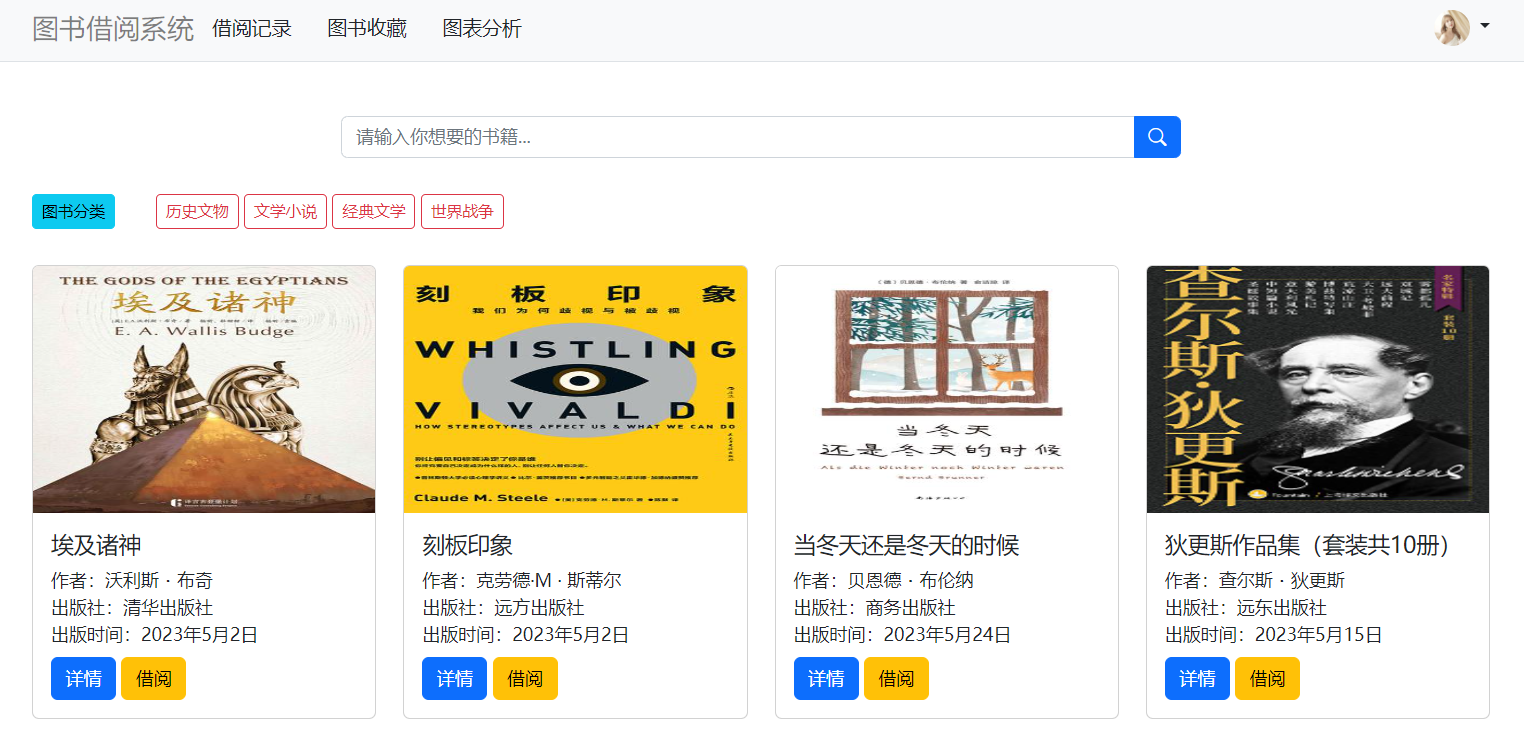 图书借阅系统 借阅记录 图书收藏 图表分析
请输入你想要的书籍...
图书分类 历史文物 文学小说 经典文学 世界战争
THE GODS OF THE EGYPTIANS
埃及诸神
E. A. Wallis Budge
刻板印象
我们为何歧视与被歧视
WHISTLING
VIVALDI
HOW STEREOTYPES AFFECT US & WHAT WE CAN DO
Claude M. Steele
当冬天
还是冬天的时候
Als die Winter noch Winter waren
Bernd Brunner
查尔斯·狄更斯
名家特辑
套装10册
埃及诸神
作者：沃利斯 · 布奇
出版社：清华出版社
出版时间：2023年5月2日
详情 借阅
刻板印象
作者：克劳德·M · 斯蒂尔
出版社：远方出版社
出版时间：2023年5月2日
详情 借阅
当冬天还是冬天的时候
作者：贝恩德 · 布伦纳
出版社：商务出版社
出版时间：2023年5月24日
详情 借阅
狄更斯作品集（套装共10册）
作者：查尔斯 · 狄更斯
出版社：远东出版社
出版时间：2023年5月15日
详情 借阅